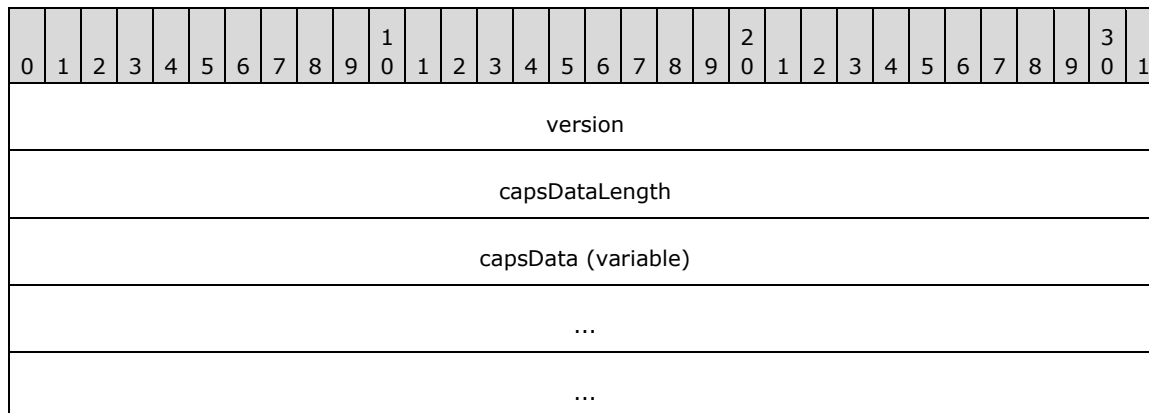 1 2 3
0 1 2 3 4 5 6 7 8 9 0 1 2 3 4 5 6 7 8 9 0 1 2 3 4 5 6 7 8 9 0 1
version
capsDataLength
capsData (variable)
...
...